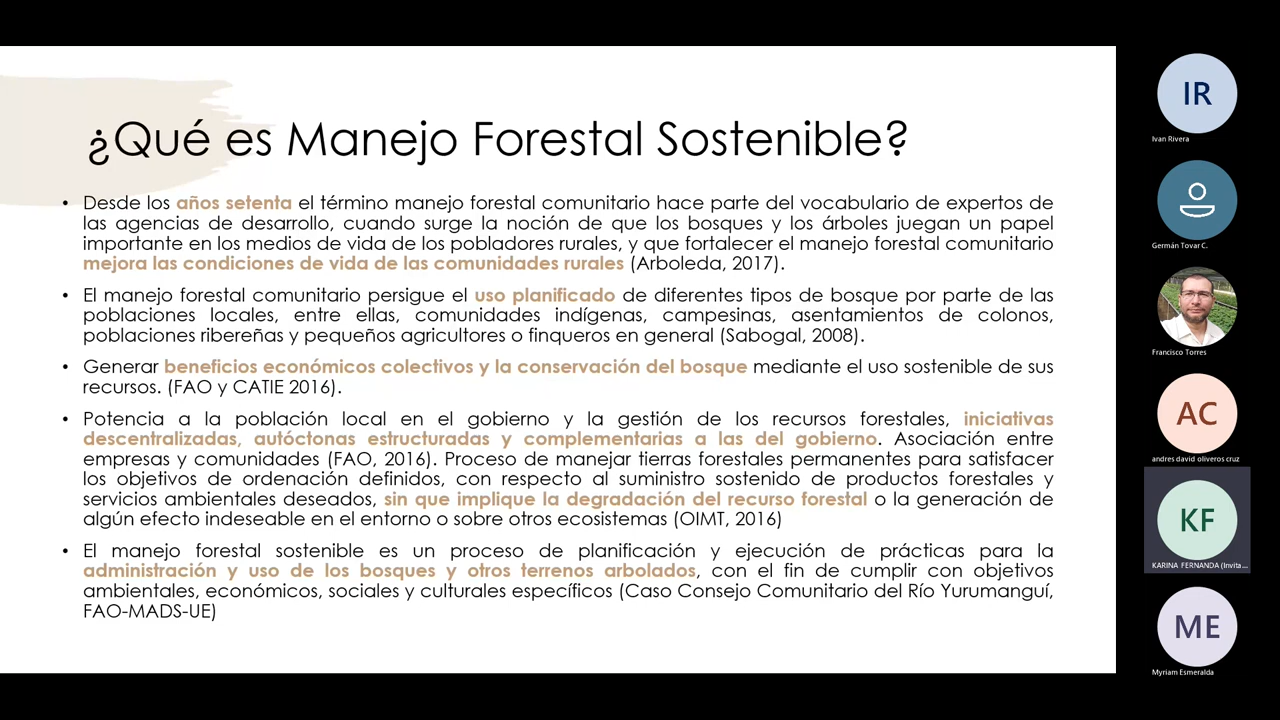 ¿Qué es Manejo Forestal Sostenible?
• Desde los años setenta el término manejo forestal comunitario hace parte del vocabulario de expertos de
las agencias de desarrollo, cuando surge la noción de que los bosques y los árboles juegan un papel
importante en los medios de vida de los pobladores rurales, y que fortalecer el manejo forestal comunitario
mejora las condiciones de vida de las comunidades rurales (Arboleda, 2017).
• El manejo forestal comunitario persigue el uso planificado de diferentes tipos de bosque por parte de las
poblaciones locales, entre ellas, comunidades indígenas, campesinas, asentamientos de colonos,
poblaciones ribereñas y pequeños agricultores o finqueros en general (Sabogal, 2008).
• Generar beneficios económicos colectivos y la conservación del bosque mediante el uso sostenible de sus
recursos. (FAO y CATIE 2016).
• Potencia a la población local en el gobierno y la gestión de los recursos forestales, iniciativas
descentralizadas, autóctonas estructuradas y complementarias a las del gobierno. Asociación entre
empresas y comunidades (FAO, 2016). Proceso de manejar tierras forestales permanentes para satisfacer
los objetivos de ordenación definidos, con respecto al suministro sostenido de productos forestales y
servicios ambientales deseados, sin que implique la degradación del recurso forestal o la generación de
algún efecto indeseable en el entorno o sobre otros ecosistemas (OIMT, 2016)
• El manejo forestal sostenible es un proceso de planificación y ejecución de prácticas para la
administración y uso de los bosques y otros terrenos arbolados, con el fin de cumplir con objetivos
ambientales, económicos, sociales y culturales específicos (Caso Consejo Comunitario del Río Yurumanguí,
FAO-MADS-UE)
IR
Ivan Rivera
Germán Tovar C.
Francisco Torres
AC
andres david oliveros cruz
KF
KARINA FERNANDA (Invita...
ME
Myriam Esmeralda